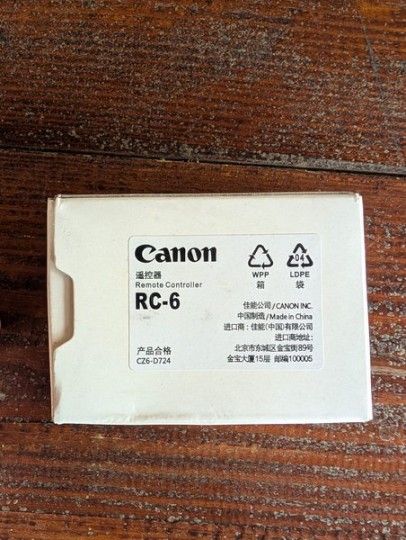 Canon
遥控器
Remote Controller
RC-6
产品合格
CZ6-D724
WPP
箱
04
LDPE
袋
佳能公司/CANON INC.
中国制造/Made in China
进口商:佳能(中国)有限公司
进口商地址:
北京市东城区金宝街89号
金宝大厦15层 邮编100005